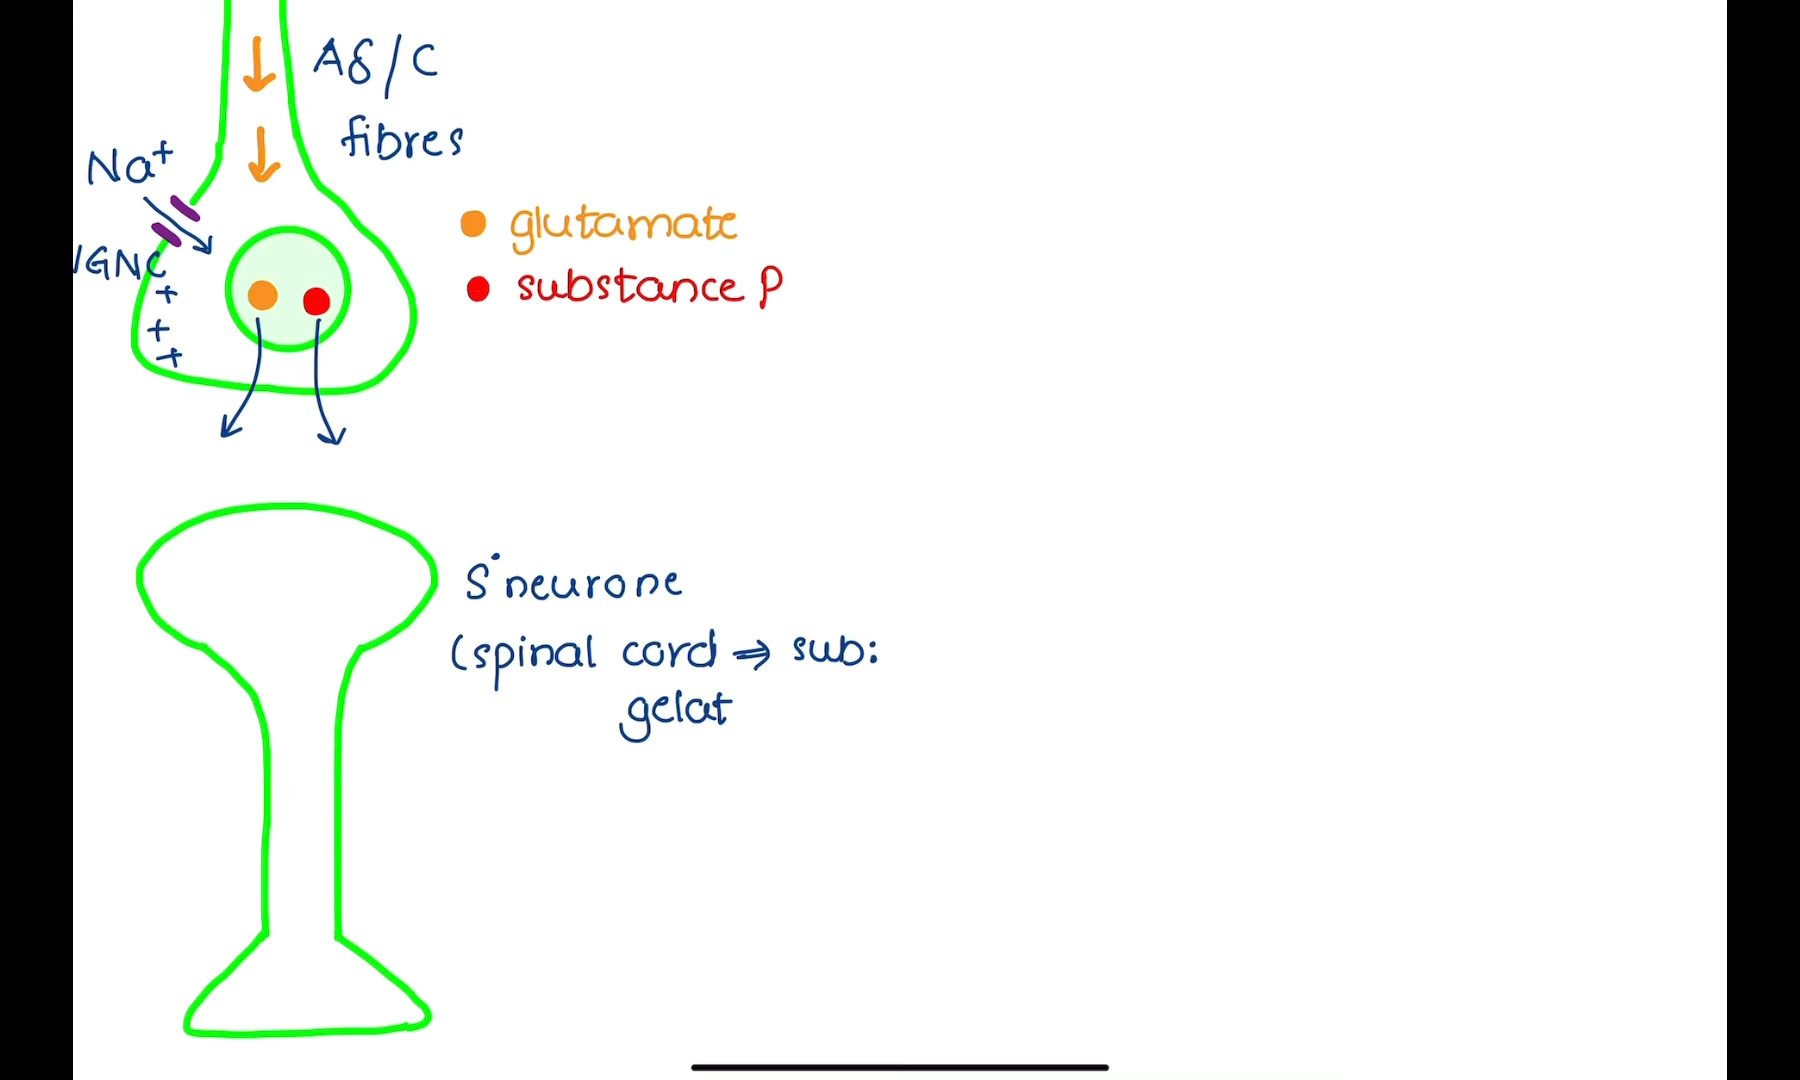 Aδ/C
fibres
Na⁺
VGNC
+
+
+
glutamate
substance P
S˙neurone
(spinal cord ⇒ sub:
gelat